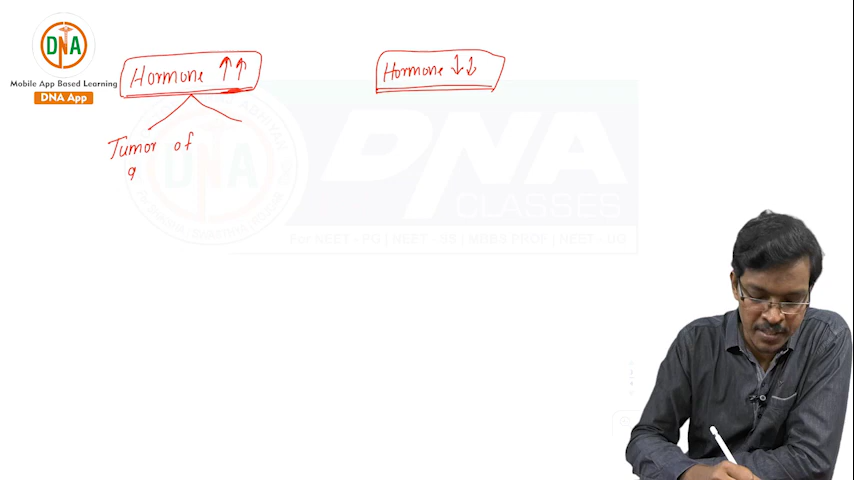 DNA
Mobile App Based Learning
DNA App
Hormone ↑↑
Hormone ↓↓
Tumor of
DNA
DNA
CLASSES
For NEET - PG | NEET - SS | MBBS PROF | NEET - UG